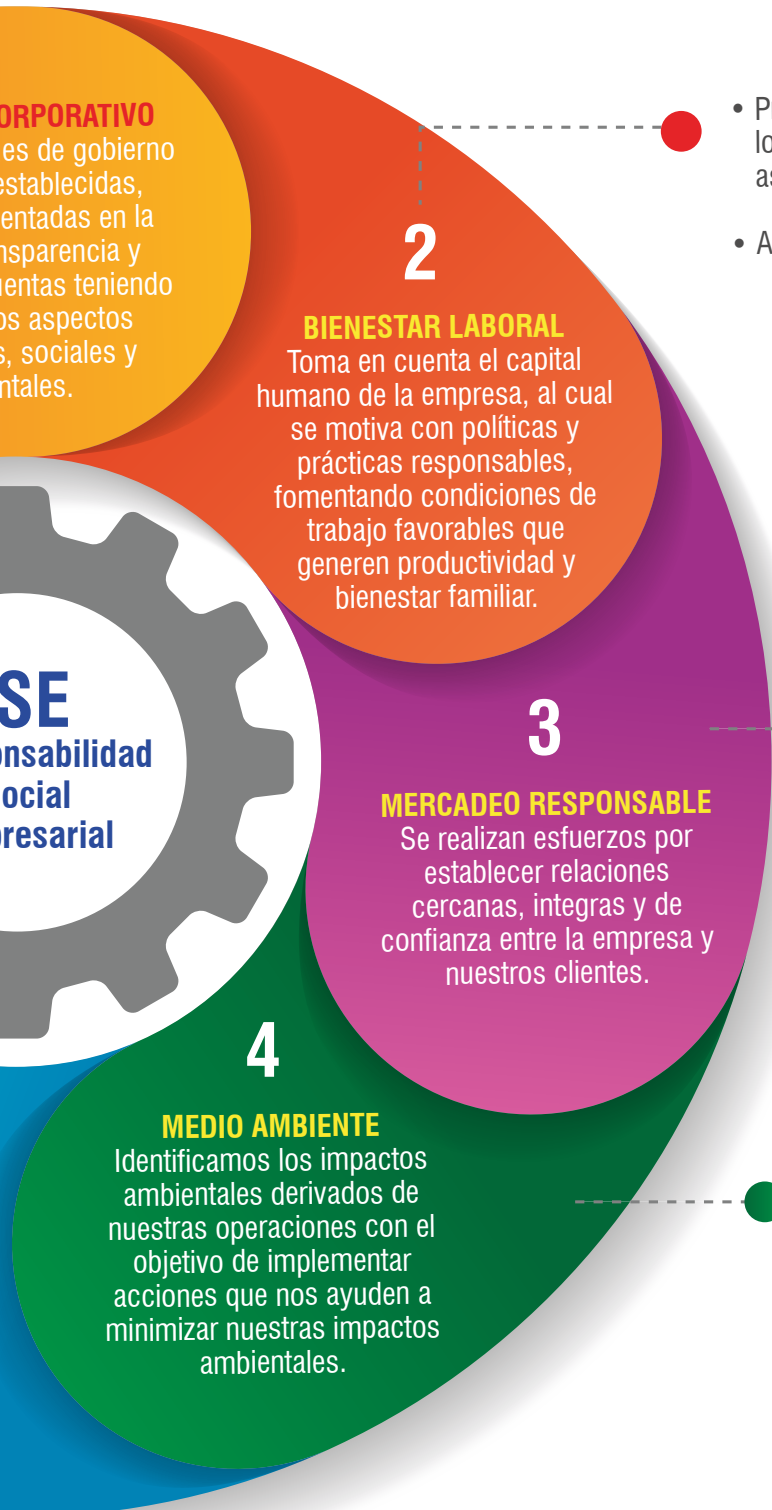 ORPORATIVO
es de gobierno
establecidas,
entadas en la
nsparencia y
uentas teniendo
os aspectos
s, sociales y
ntales.
2
BIENESTAR LABORAL
Toma en cuenta el capital
humano de la empresa, al cual
se motiva con políticas y
prácticas responsables,
fomentando condiciones de
trabajo favorables que
generen productividad y
bienestar familiar.
• P
lo
as
• A
SE
onsabilidad
ocial
presarial
3
MERCADEO RESPONSABLE
Se realizan esfuerzos por
establecer relaciones
cercanas, integras y de
confianza entre la empresa y
nuestros clientes.
4
MEDIO AMBIENTE
Identificamos los impactos
ambientales derivados de
nuestras operaciones con el
objetivo de implementar
acciones que nos ayuden a
minimizar nuestras impactos
ambientales.